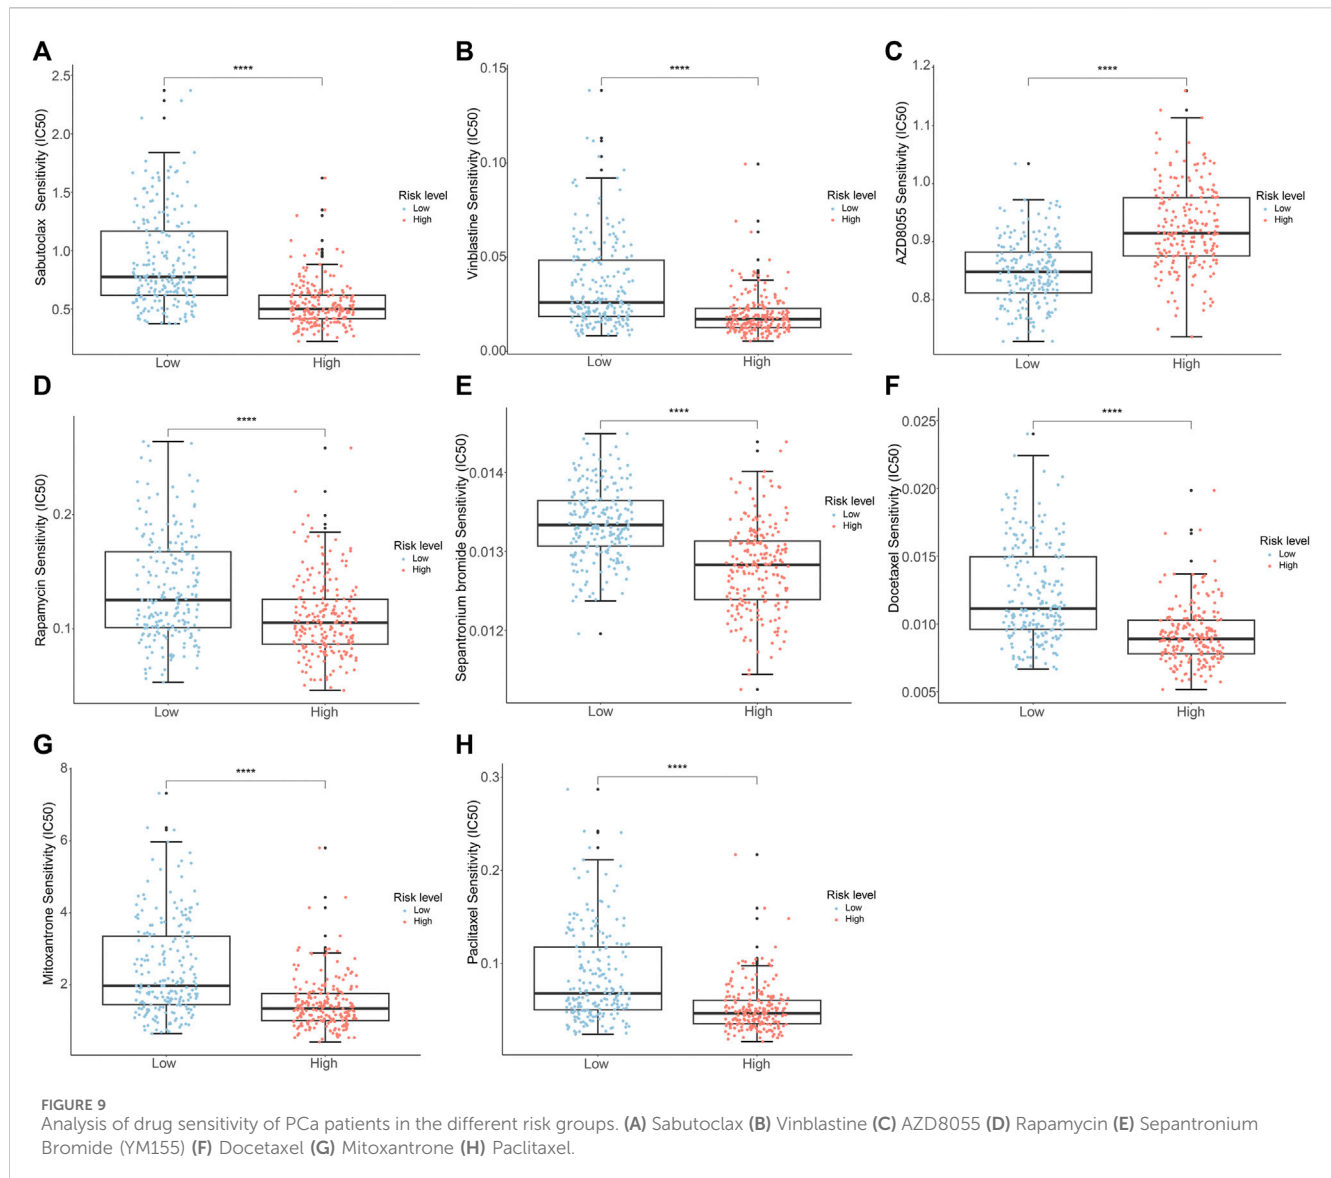 A
Sabutoclax Sensitivity (IC50)
2.5
2.0
1.5
1.0
0.5
****
Low
High
Risk level
Low
High
B
Vinblastine Sensitivity (IC50)
0.15
0.10
0.05
0.00
****
Low
High
Risk level
Low
High
C
AZD8055 Sensitivity (IC50)
1.2
1.1
1.0
0.9
0.8
****
Low
High
Risk level
Low
High
D
Rapamycin Sensitivity (IC50)
0.2
0.1
****
Low
High
Risk level
Low
High
E
Sepantronium bromide Sensitivity (IC50)
0.014
0.013
0.012
****
Low
High
Risk level
Low
High
F
Docetaxel Sensitivity (IC50)
0.025
0.020
0.015
0.010
0.005
****
Low
High
Risk level
Low
High
G
Mitoxantrone Sensitivity (IC50)
8
6
4
2
****
Low
High
Risk level
Low
High
H
Paclitaxel Sensitivity (IC50)
0.3
0.2
0.1
****
Low
High
Risk level
Low
High
FIGURE 9
Analysis of drug sensitivity of PCa patients in the different risk groups. (A) Sabutoclax (B) Vinblastine (C) AZD8055 (D) Rapamycin (E) Sepantronium
Bromide (YM155) (F) Docetaxel (G) Mitoxantrone (H) Paclitaxel.